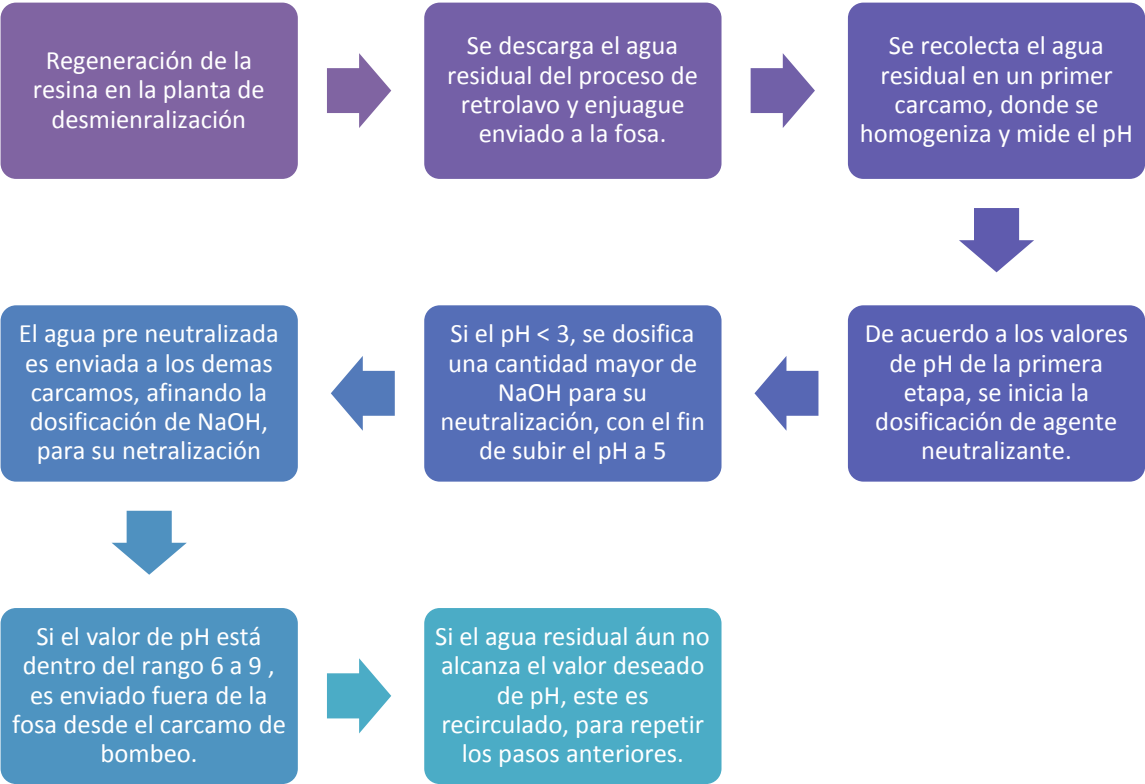 Regeneración de la
resina en la planta de
desmienralización
Se descarga el agua
residual del proceso de
retrolavo y enjuague
enviado a la fosa.
Se recolecta el agua
residual en un primer
carcamo, donde se
homogeniza y mide el pH
De acuerdo a los valores
de pH de la primera
etapa, se inicia la
dosificación de agente
neutralizante.
Si el pH < 3, se dosifica
una cantidad mayor de
NaOH para su
neutralización, con el fin
de subir el pH a 5
El agua pre neutralizada
es enviada a los demas
carcamos, afinando la
dosificación de NaOH,
para su netralización
Si el valor de pH está
dentro del rango 6 a 9 ,
es enviado fuera de la
fosa desde el carcamo de
bombeo.
Si el agua residual áun no
alcanza el valor deseado
de pH, este es
recirculado, para repetir
los pasos anteriores.